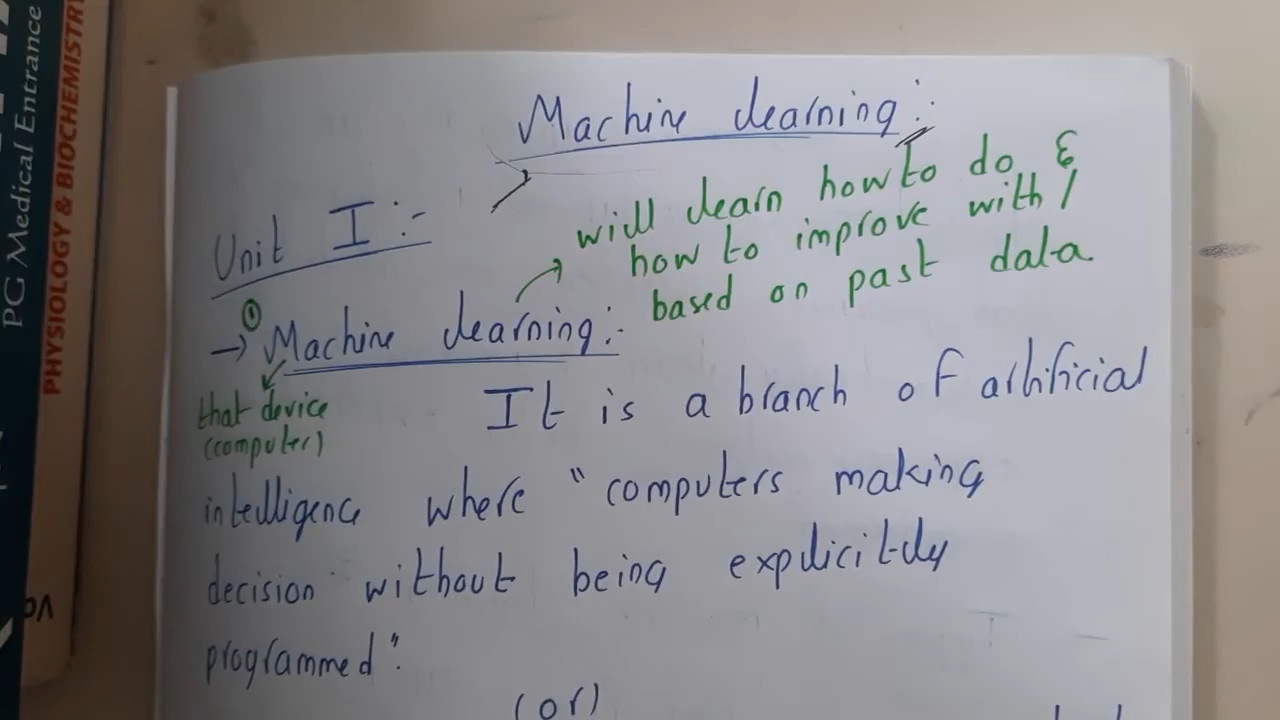 PG Medical Entrance
PHYSIOLOGY & BIOCHEMISTRY
Machine learning:
Unit I :-
will learn how to do &
how to improve with /
based on past data
①
→ Machine learning:
that device
(computer)
It is a branch of artificial
intelligence where "computers making
decision without being explicitly
programmed".
(or)